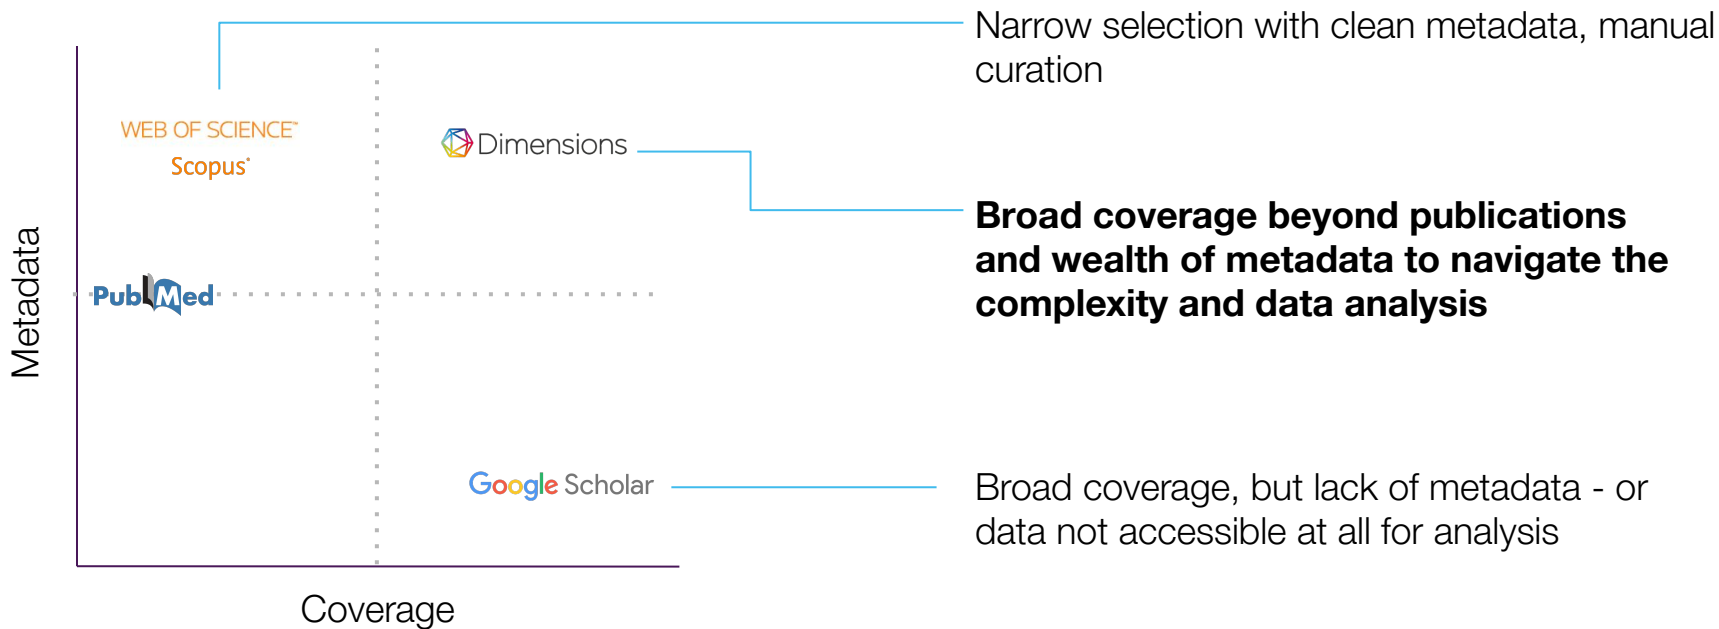 Narrow selection with clean metadata, manual
curation
WEB OF SCIENCE™
Scopus®
Dimensions
Broad coverage beyond publications
and wealth of metadata to navigate the
complexity and data analysis
Metadata
PubMed
Google Scholar
Broad coverage, but lack of metadata - or
data not accessible at all for analysis
Coverage